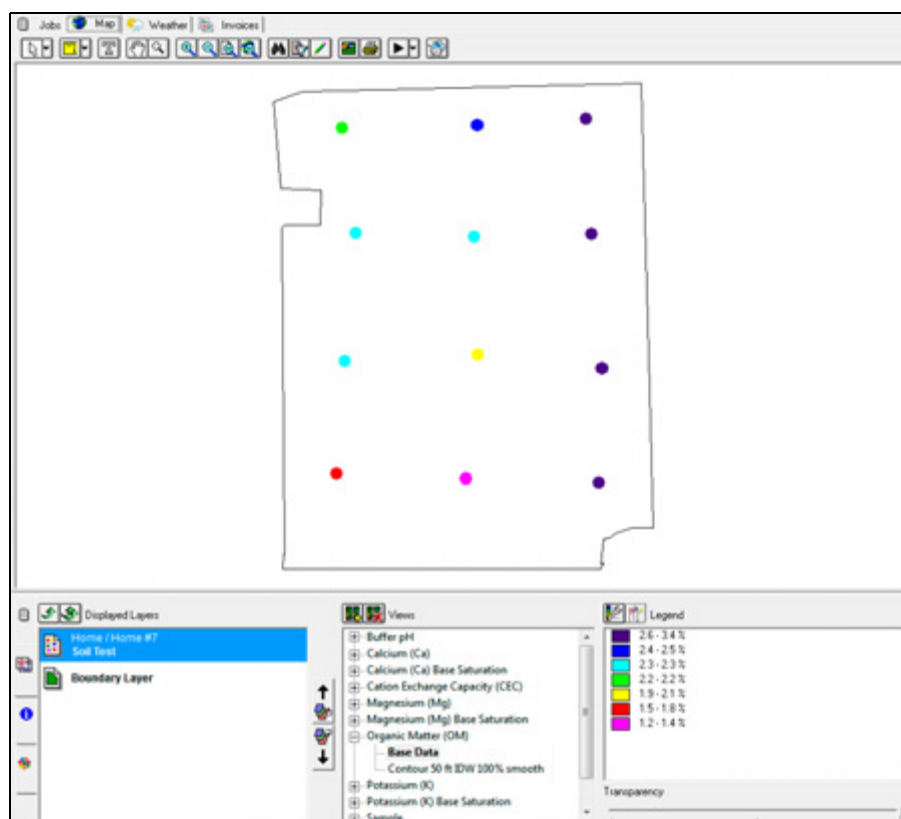 Jobs Map Weather Invoices
Displayed Layers
Home / Home #7
Soil Test
Boundary Layer
Views
Buffer pH
Calcium (Ca)
Calcium (Ca) Base Saturation
Cation Exchange Capacity (CEC)
Magnesium (Mg)
Magnesium (Mg) Base Saturation
Organic Matter (OM)
Base Data
Contour 50 ft IDW 100% smooth
Potassium (K)
Potassium (K) Base Saturation
Sample
Legend
2.6 - 3.4 %
2.4 - 2.5 %
2.3 - 2.3 %
2.2 - 2.2 %
1.9 - 2.1 %
1.5 - 1.8 %
1.2 - 1.4 %
Transparency